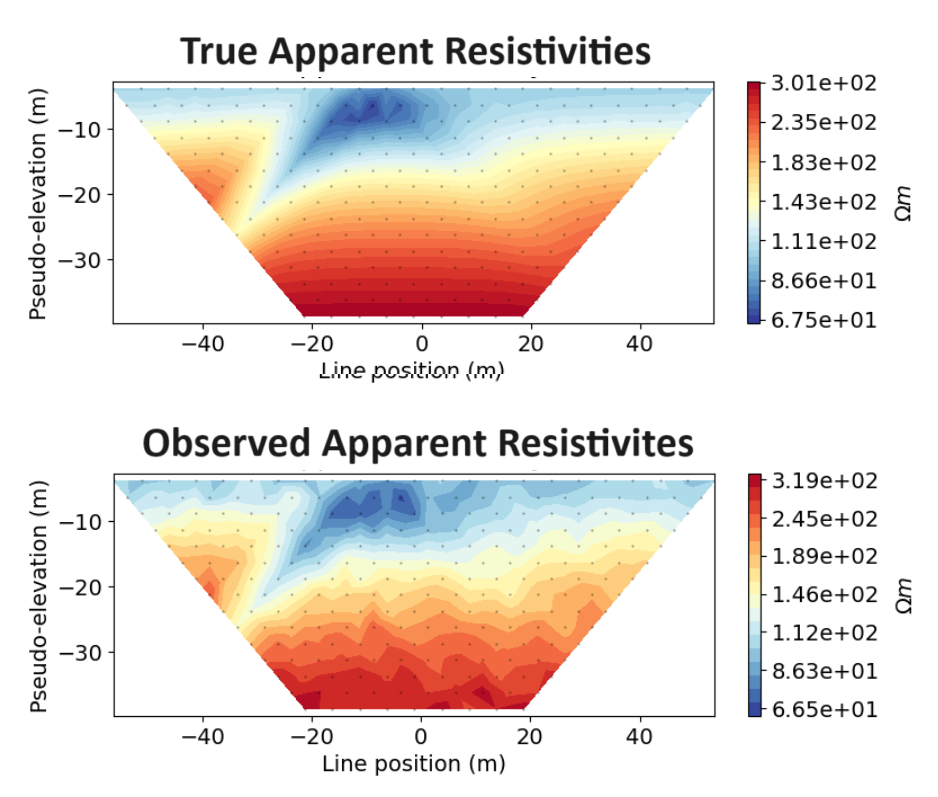 True Apparent Resistivities
3.01e+02
2.35e+02
1.83e+02
1.43e+02
1.11e+02
8.66e+01
6.75e+01
Ωm
Pseudo-elevation (m)
−10
−20
−30
−40 −20 0 20 40
Line position (m)
Observed Apparent Resistivites
3.19e+02
2.45e+02
1.89e+02
1.46e+02
1.12e+02
8.63e+01
6.65e+01
Ωm
Pseudo-elevation (m)
−10
−20
−30
−40 −20 0 20 40
Line position (m)